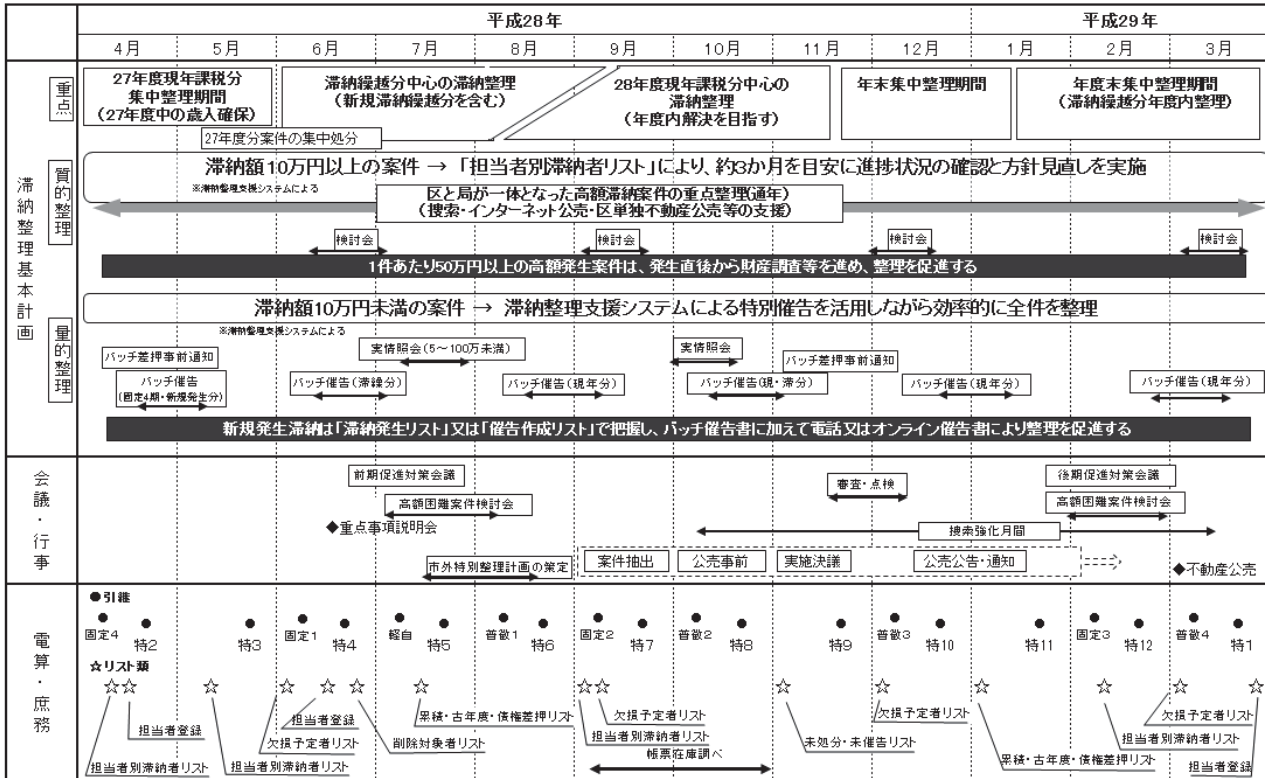 平成28年
平成29年
4月
5月
6月
7月
8月
9月
10月
11月
12月
1月
2月
3月
滞納整理基本計画
重点
27年度現年課税分
集中整理期間
(27年度中の歳入確保)
滞納繰越分中心の滞納整理
(新規滞納繰越分を含む)
28年度現年課税分中心の
滞納整理
(年度内解決を目指す)
年末集中整理期間
年度末集中整理期間
(滞納繰越分年度内整理)
27年度分案件の集中処分
質的整理
滞納額10万円以上の案件 → 「担当者別滞納者リスト」により、約3か月を目安に進捗状況の確認と方針見直しを実施
※滞納整理支援システムによる
区と局が一体となった高額滞納案件の重点整理(通年)
(捜索・インターネット公売・区単独不動産公売等の支援)
検討会
検討会
検討会
検討会
1件あたり50万円以上の高額発生案件は、発生直後から財産調査等を進め、整理を促進する
量的整理
滞納額10万円未満の案件 → 滞納整理支援システムによる特別催告を活用しながら効率的に全件を整理
※滞納整理支援システムによる
実情照会(5～100万未満)
実情照会
バッチ差押事前通知
バッチ差押事前通知
バッチ催告
(固定4期・新規発生分)
バッチ催告(滞繰分)
バッチ催告(現年分)
バッチ催告(現・滞分)
バッチ催告(現年分)
バッチ催告(現年分)
新規発生滞納は「滞納発生リスト」又は「催告作成リスト」で把握し、バッチ催告書に加えて電話又はオンライン催告書により整理を促進する
会議・行事
前期促進対策会議
後期促進対策会議
審査・点検
高額困難案件検討会
高額困難案件検討会
◆重点事項説明会
捜索強化月間
市外特別整理計画の策定
案件抽出
公売事前
実施決議
公売公告・通知
◆不動産公売
電算・庶務
●引継
固定4
特2
特3
固定1
特4
軽自
特5
普徴1
特6
固定2
特7
普徴2
特8
特9
普徴3
特10
特11
固定3
特12
普徴4
特1
☆リスト類
担当者登録
担当者別滞納者リスト
担当者別滞納者リスト
欠損予定者リスト
担当者登録
削除対象者リスト
累積・古年度・債権差押リスト
欠損予定者リスト
担当者別滞納者リスト
帳票在庫調べ
未処分・未催告リスト
欠損予定者リスト
累積・古年度・債権差押リスト
担当者別滞納者リスト
欠損予定者リスト
担当者登録